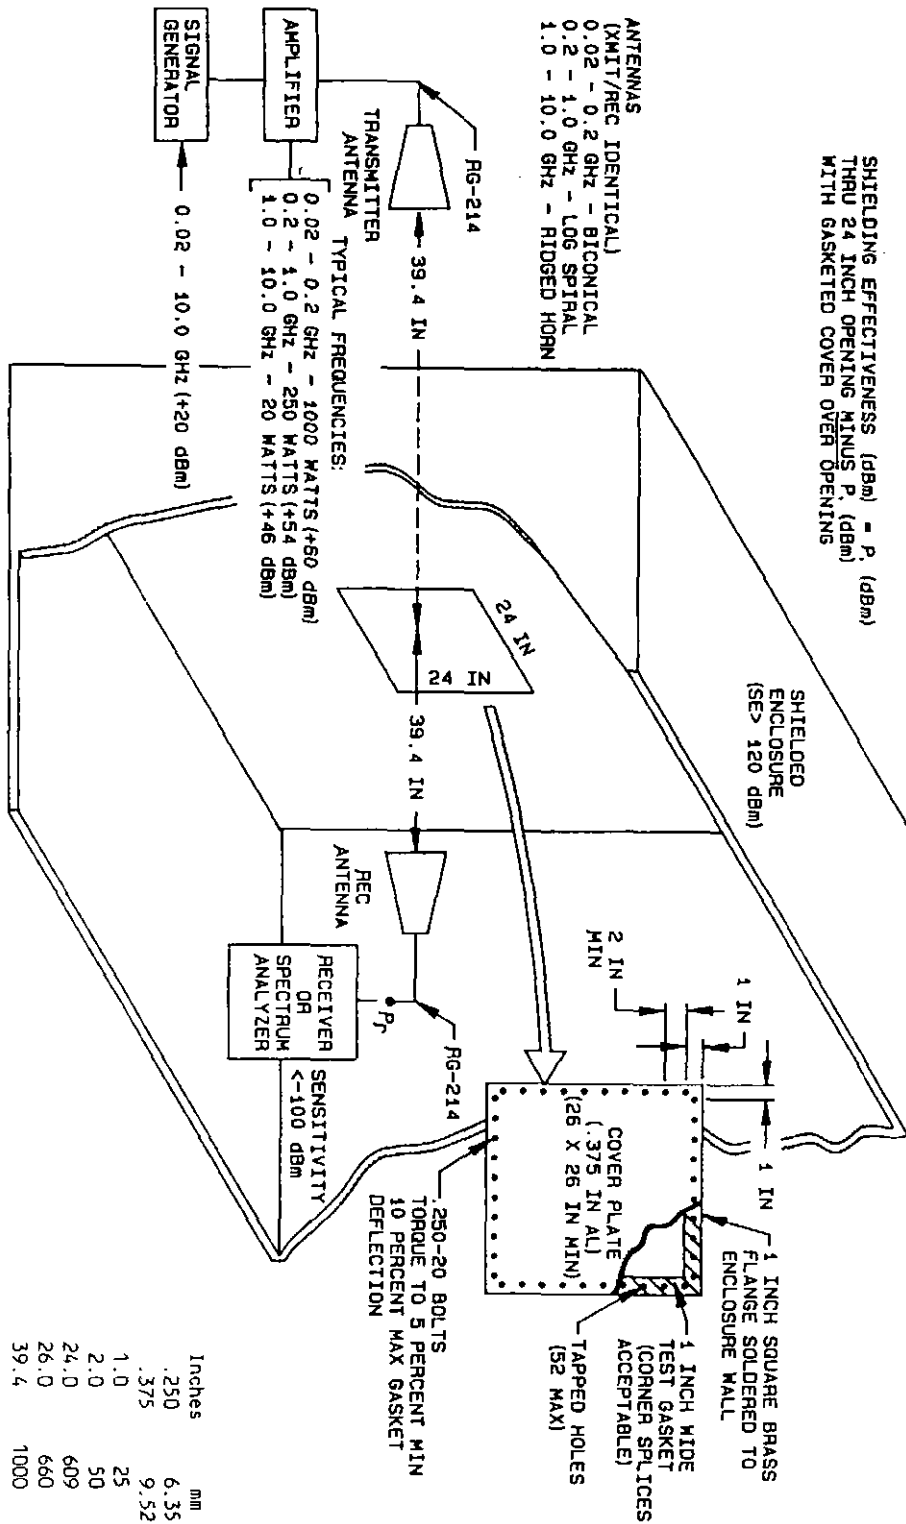 SHIELDING EFFECTIVENESS (dBm) = Pr (dBm)
THRU 24 INCH OPENING MINUS Pr (dBm)
WITH GASKETED COVER OVER OPENING
ANTENNAS
(XMIT/REC IDENTICAL)
0.02 - 0.2 GHz - BICONICAL
0.2 - 1.0 GHz - LOG SPIRAL
1.0 - 10.0 GHz - RIDGED HORN
SHIELDED
ENCLOSURE
(SE> 120 dBm)
RG-214
TRANSMITTER
ANTENNA
39.4 IN
24 IN
24 IN
39.4 IN
REC
ANTENNA
RG-214
Pr
AMPLIFIER
SIGNAL
GENERATOR
TYPICAL FREQUENCIES:
0.02 - 0.2 GHz - 1000 WATTS (+60 dBm)
0.2 - 1.0 GHz - 250 WATTS (+54 dBm)
1.0 - 10.0 GHz - 20 WATTS (+46 dBm)
0.02 - 10.0 GHz (+20 dBm)
RECEIVER
OR
SPECTRUM
ANALYZER
SENSITIVITY
<-100 dBm
2 IN
MIN
1 IN
1 IN
1 INCH SQUARE BRASS
FLANGE SOLDERED TO
ENCLOSURE WALL
1 INCH WIDE
TEST GASKET
(CORNER SPLICES
ACCEPTABLE)
TAPPED HOLES
(52 MAX)
COVER PLATE
(.375 IN AL)
(26 X 26 IN MIN)
.250-20 BOLTS
TORQUE TO 5 PERCENT MIN
10 PERCENT MAX GASKET
DEFLECTION
Inches mm
.250 6.35
.375 9.52
1.0 25
2.0 50
24.0 609
26.0 660
39.4 1000